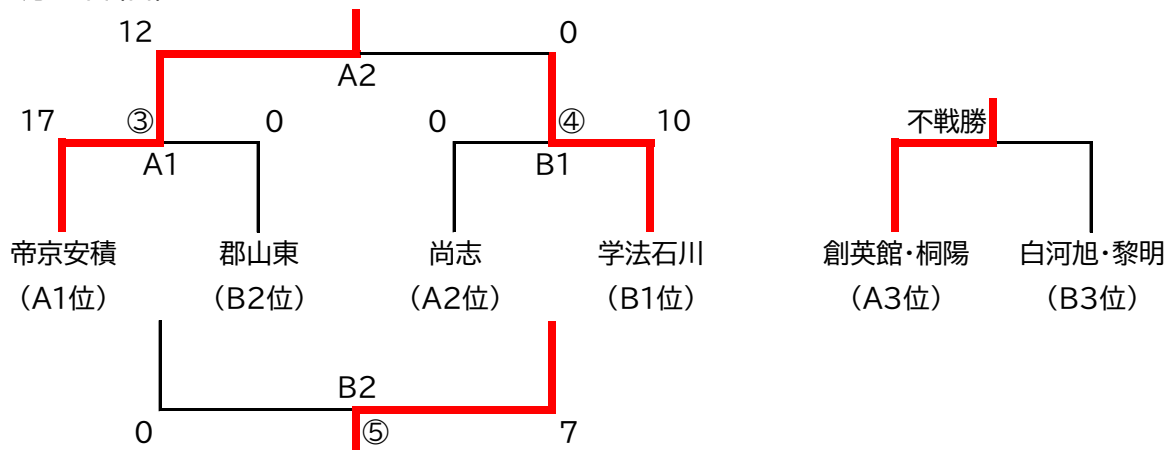 12 0
A2
17 ③ 0 0 ④ 10 不戦勝
A1 B1
帝京安積 郡山東 尚志 学法石川 創英館・桐陽 白河旭・黎明
（A1位） （B2位） （A2位） （B1位） （A3位） （B3位）
B2
0 ⑤ 7